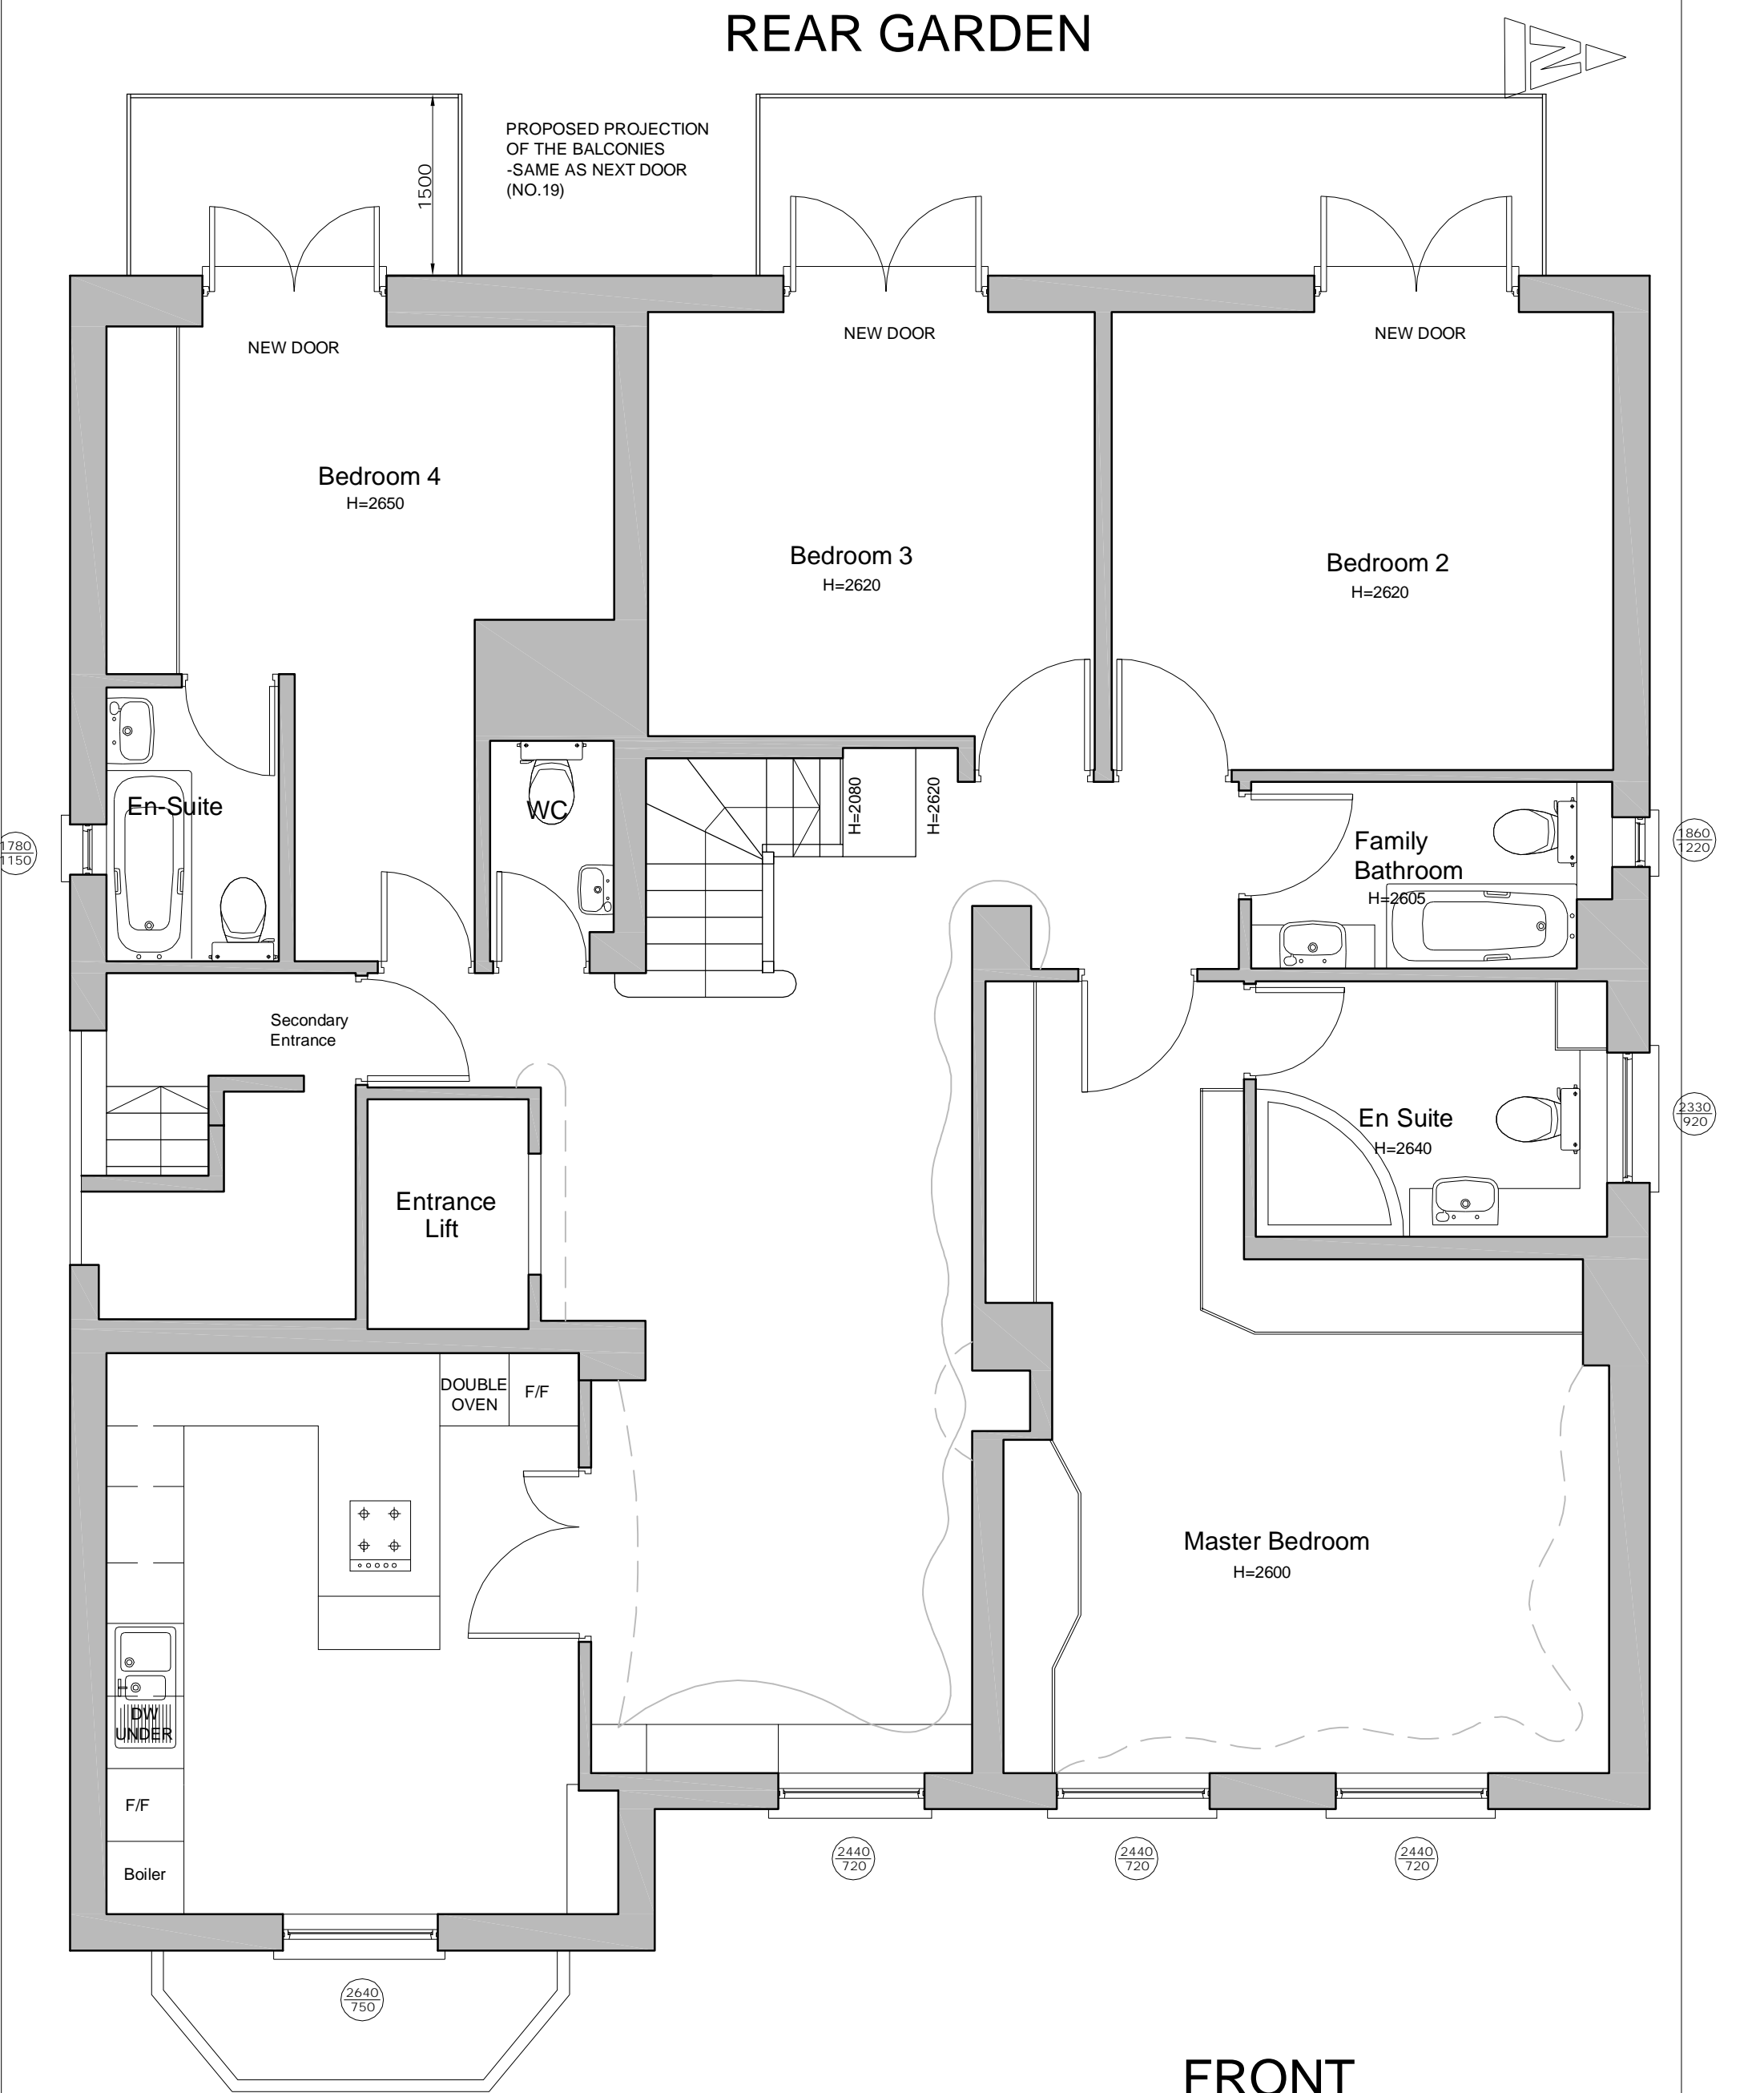 REAR GARDEN
N
PROPOSED PROJECTION
OF THE BALCONIES
-SAME AS NEXT DOOR
(NO.19)
1500
NEW DOOR
NEW DOOR
NEW DOOR
Bedroom 4
H=2650
Bedroom 3
H=2620
Bedroom 2
H=2620
En-Suite
WC
H=2080
H=2620
Family
Bathroom
H=2605
1780
1150
1860
1220
Secondary
Entrance
En Suite
H=2640
2330
920
Entrance
Lift
DOUBLE
OVEN
F/F
Master Bedroom
H=2600
DW
UNDER
F/F
Boiler
2440
720
2440
720
2440
720
2640
750
FRONT